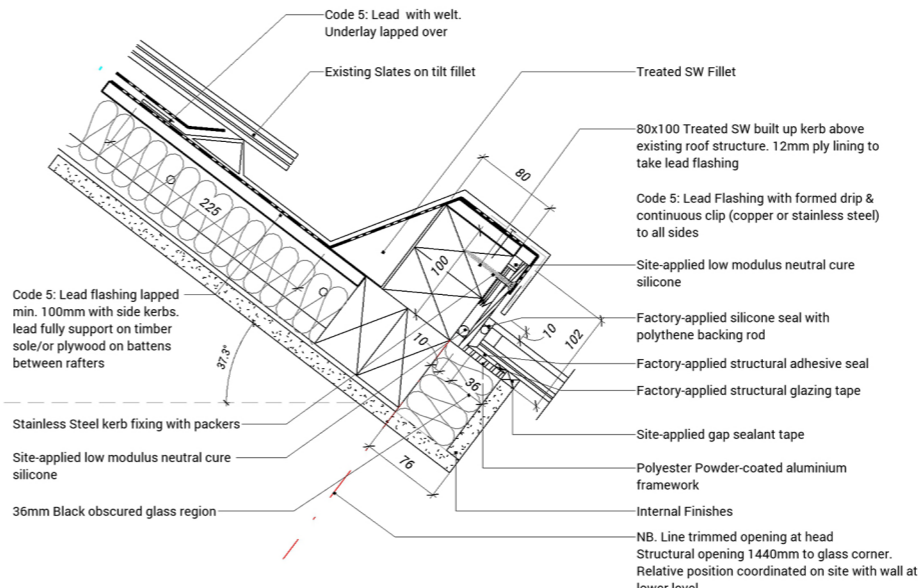 Code 5: Lead  with welt.
Underlay lapped over
Existing Slates on tilt fillet
Treated SW Fillet
80x100 Treated SW built up kerb above
existing roof structure. 12mm ply lining to
take lead flashing
80
225
Code 5: Lead Flashing with formed drip &
continuous clip (copper or stainless steel)
to all sides
100
Site-applied low modulus neutral cure
silicone
Code 5: Lead flashing lapped
min. 100mm with side kerbs.
lead fully support on timber
sole/or plywood on battens
between rafters
Factory-applied silicone seal with
polythene backing rod
10
10
102
37.3°
Factory-applied structural adhesive seal
36
Factory-applied structural glazing tape
Stainless Steel kerb fixing with packers
Site-applied gap sealant tape
Site-applied low modulus neutral cure
silicone
76
Polyester Powder-coated aluminium
framework
36mm Black obscured glass region
Internal Finishes
NB. Line trimmed opening at head
Structural opening 1440mm to glass corner.
Relative position coordinated on site with wall at
lower level